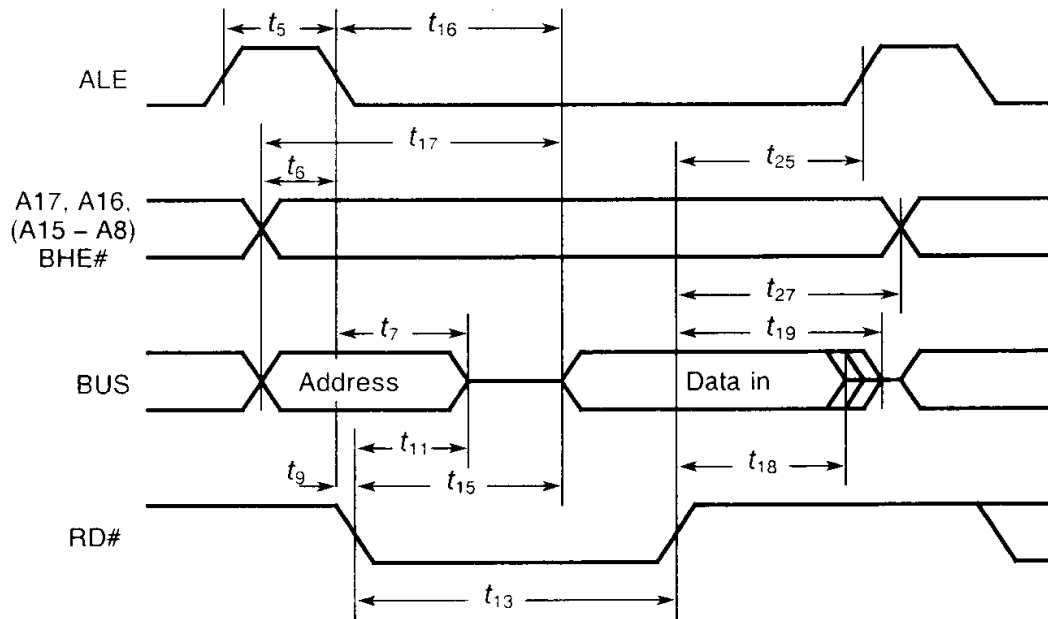 t5 t16
ALE
t17
t25
t6
A17, A16,
(A15 – A8)
BHE#
t27
t7 t19
BUS Address Data in
t11 t18
t9 t15
RD#
t13